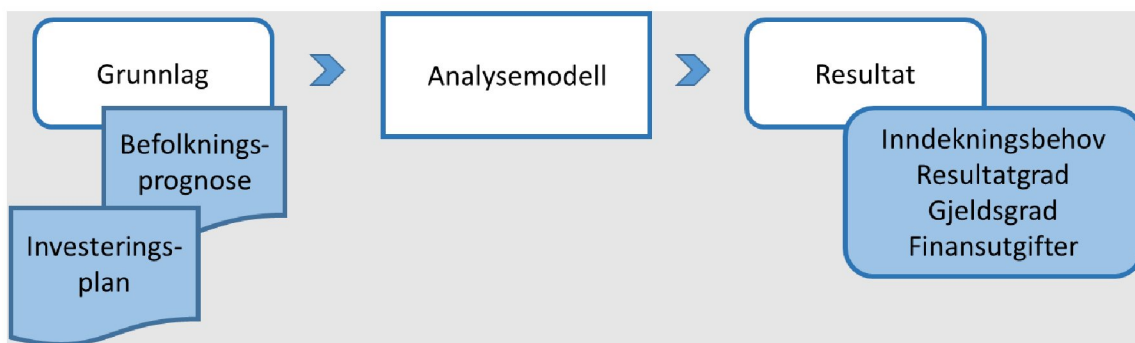 Grunnlag
Befolknings-
prognose
Investerings-
plan
Analysemodell
Resultat
Inndekningsbehov
Resultatgrad
Gjeldsgrad
Finansutgifter